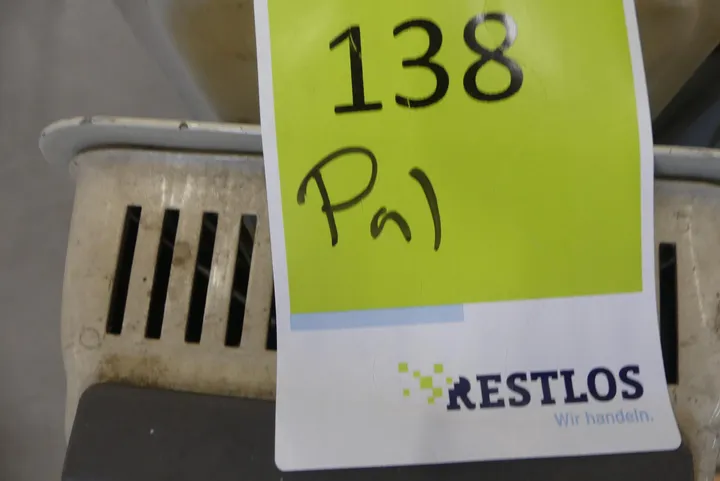 138
Pal
RESTLOS
Wir handeln.